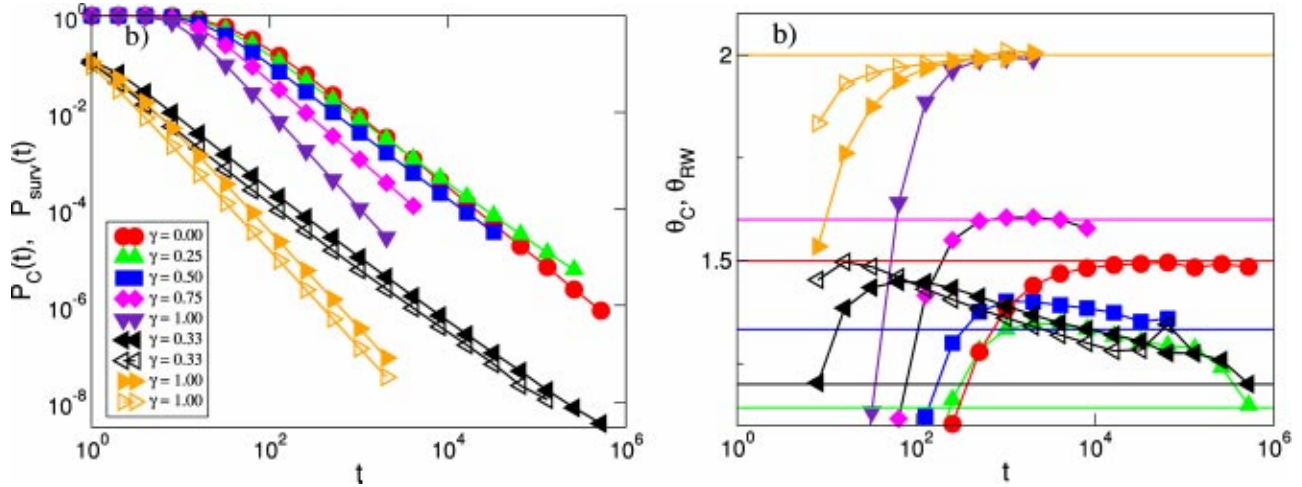 b)
P_C(t), P_surv(t)
10^0
10^-2
10^-4
10^-6
10^-8
γ = 0.00
γ = 0.25
γ = 0.50
γ = 0.75
γ = 1.00
γ = 0.33
γ = 0.33
γ = 1.00
γ = 1.00
10^0 10^2 10^4 10^6
t
b)
θ_C, θ_RW
2
1.5
10^0 10^2 10^4 10^6
t